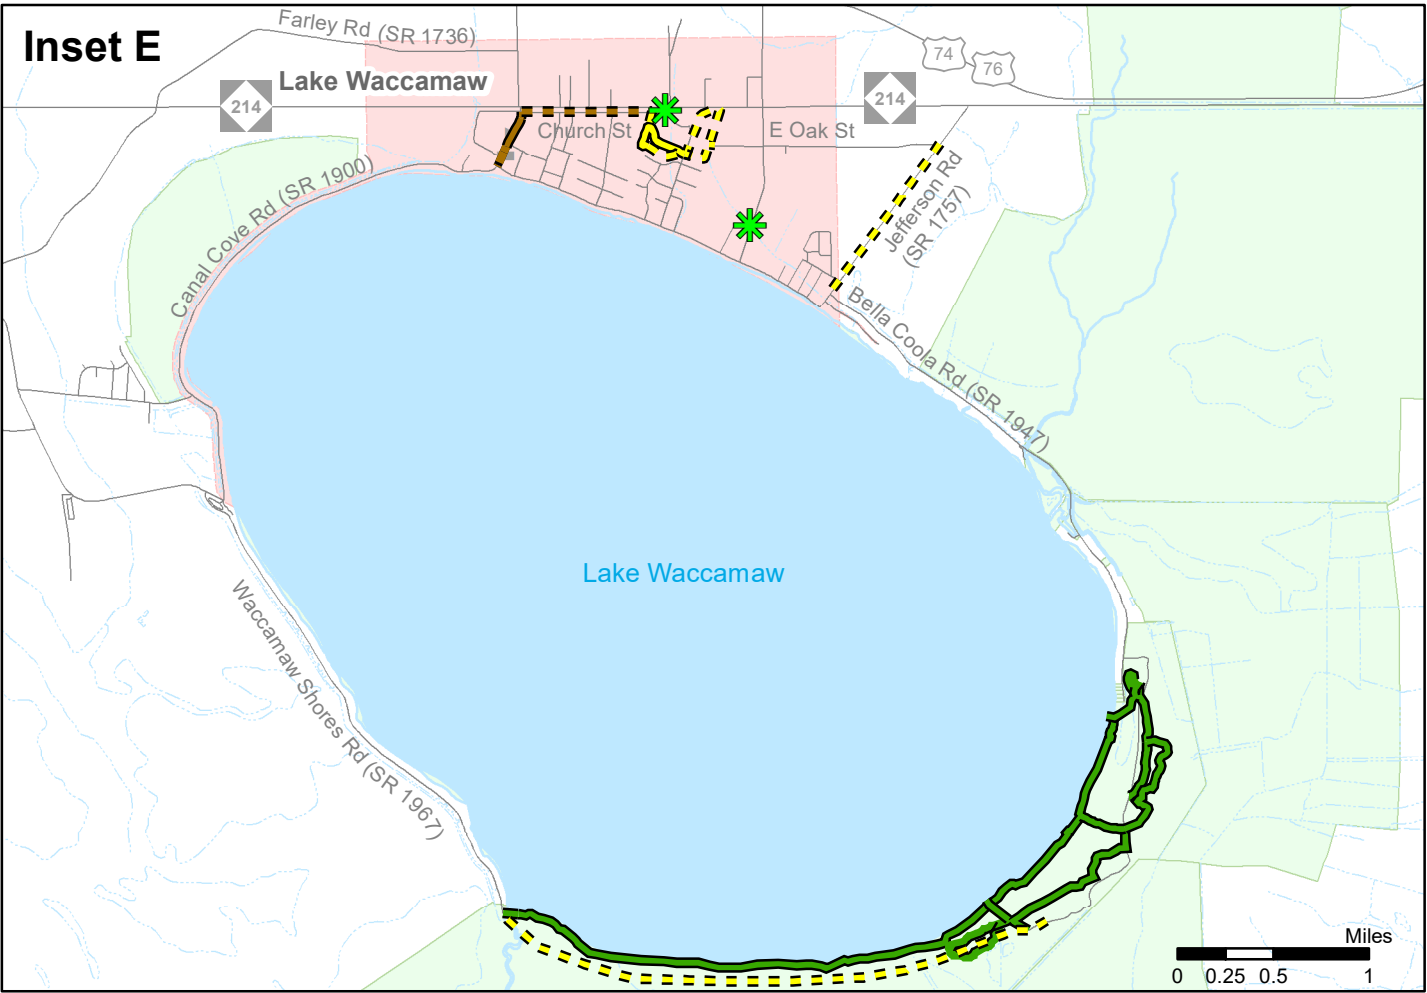 Inset E
Farley Rd (SR 1736)
74
76
Lake Waccamaw
214
214
Church St
E Oak St
Jefferson Rd
(SR 1757)
Canal Cove Rd (SR 1900)
Bella Coola Rd (SR 1947)
Lake Waccamaw
Waccamaw Shores Rd (SR 1967)
Miles
0 0.25 0.5 1